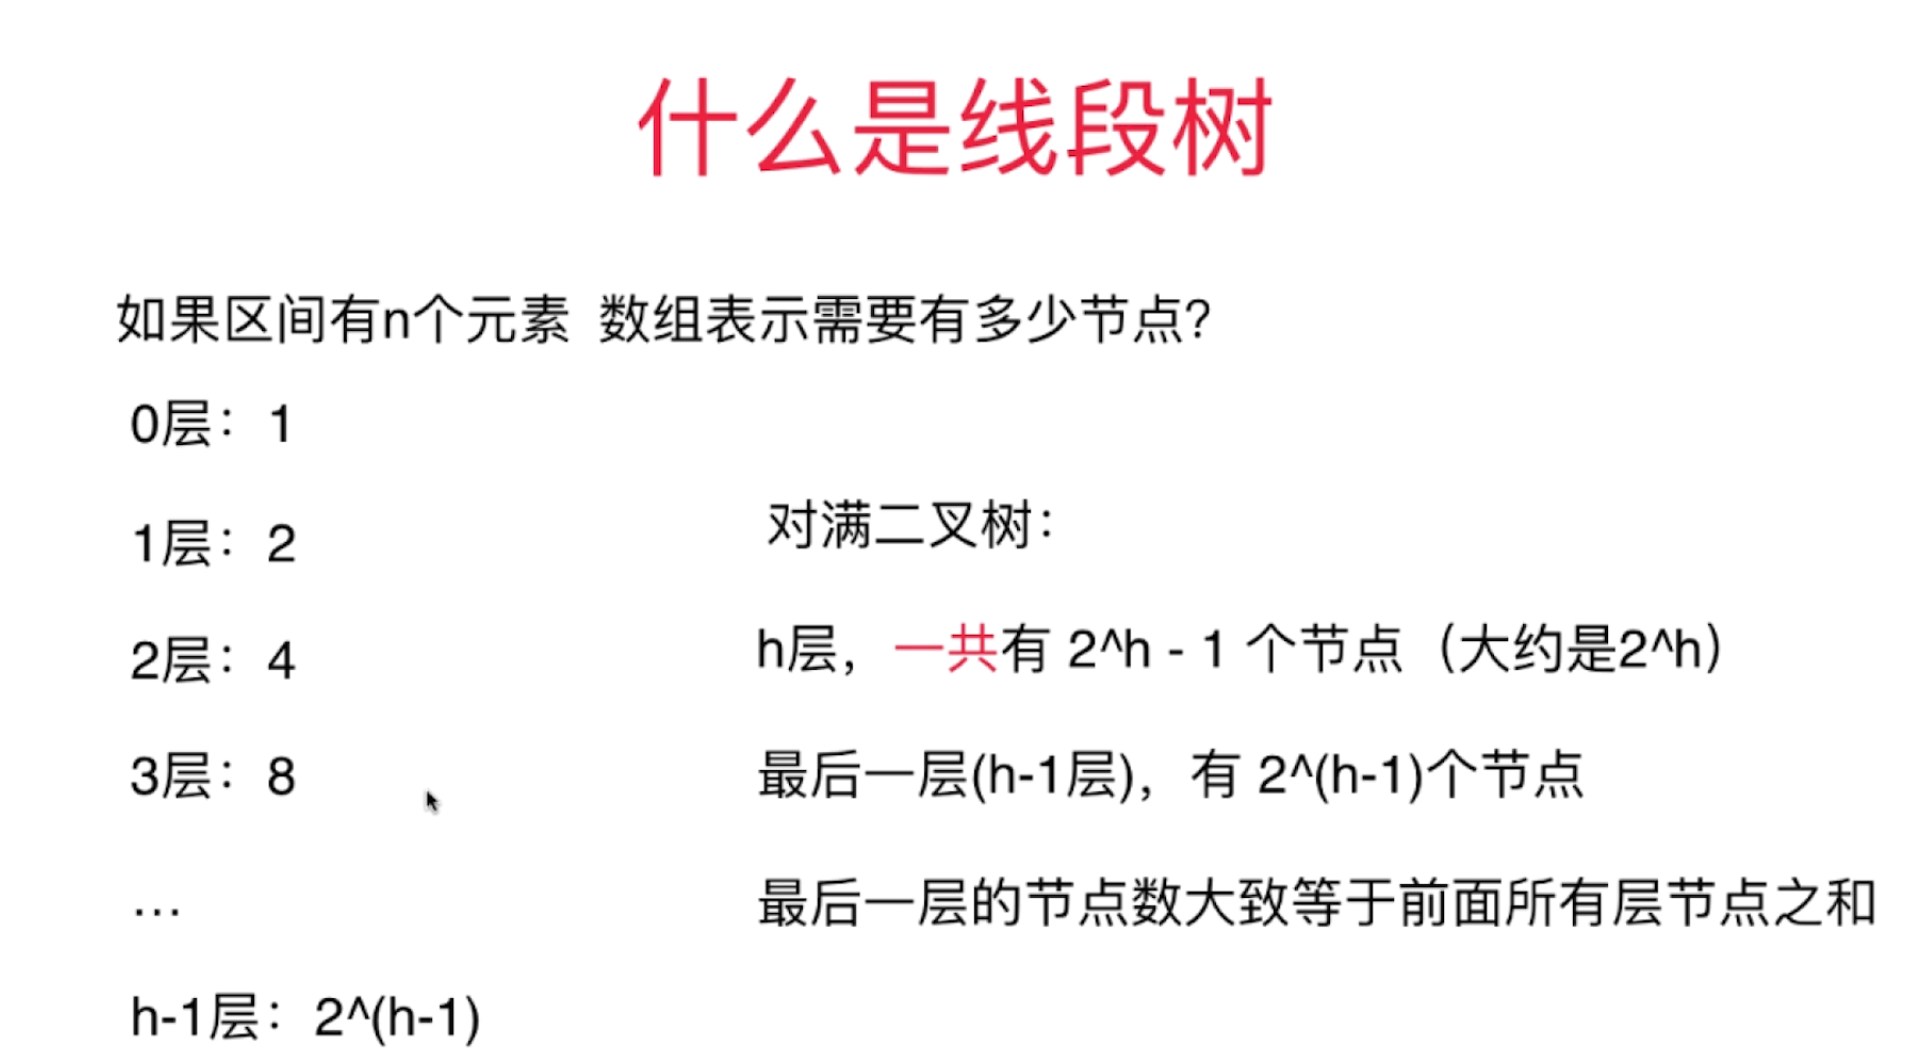 什么是线段树
如果区间有n个元素 数组表示需要有多少节点？
0层：1
1层：2
2层：4
3层：8
…
h-1层：2^(h-1)
对满二叉树：
h层，一共有 2^h - 1 个节点（大约是2^h）
最后一层(h-1层)，有 2^(h-1)个节点
最后一层的节点数大致等于前面所有层节点之和